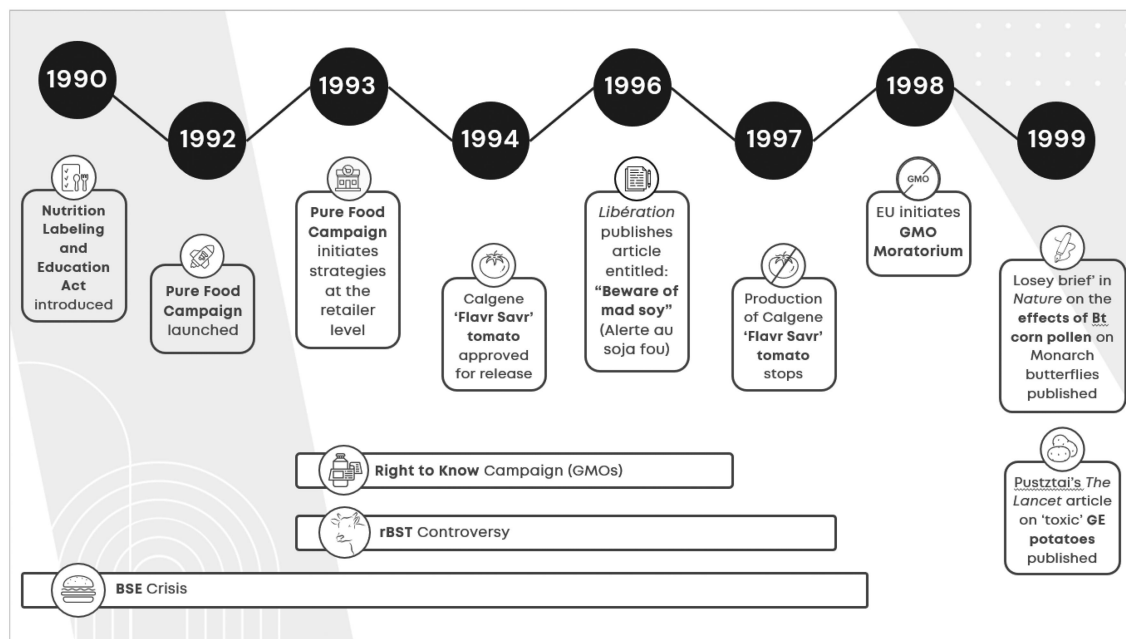 1990
1992
1993
1994
1996
1997
1998
1999
Nutrition
Labeling
and
Education
Act
introduced
Pure Food
Campaign
launched
Pure Food
Campaign
initiates
strategies
at the
retailer
level
Calgene
‘Flavr Savr’
tomato
approved
for release
Libération
publishes
article
entitled:
“Beware of
mad soy”
(Alerte au
soja fou)
Production
of Calgene
‘Flavr Savr’
tomato
stops
GMO
EU initiates
GMO
Moratorium
Losey brief’ in
Nature on the
effects of Bt
corn pollen on
Monarch
butterflies
published
Pustztai’s The
Lancet article
on ‘toxic’ GE
potatoes
published
Right to Know Campaign (GMOs)
rBST Controversy
BSE Crisis